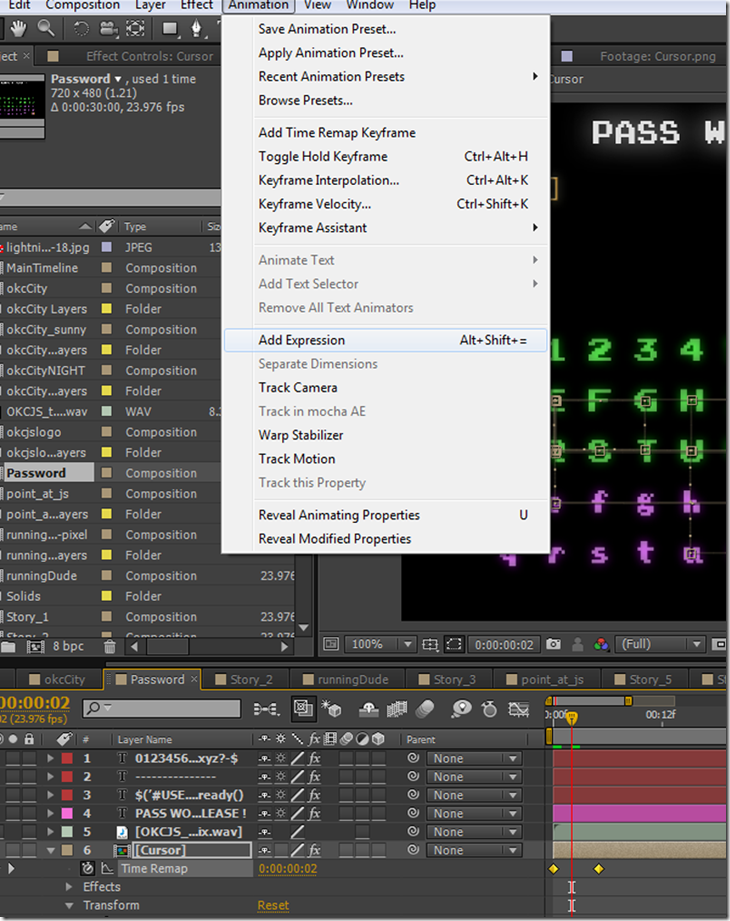 Edit Composition Layer Effect Animation View Window Help
Effect Controls: Cursor
Footage: Cursor.png
Password ▼, used 1 time
720 x 480 (1.21)
Δ 0:00:30:00, 23.976 fps
Cursor
Save Animation Preset...
Apply Animation Preset...
Recent Animation Presets
Browse Presets...
Add Time Remap Keyframe
Toggle Hold Keyframe Ctrl+Alt+H
Keyframe Interpolation... Ctrl+Alt+K
Keyframe Velocity... Ctrl+Shift+K
Keyframe Assistant
Animate Text
Add Text Selector
Remove All Text Animators
Add Expression Alt+Shift+=
Separate Dimensions
Track Camera
Track in mocha AE
Warp Stabilizer
Track Motion
Track this Property
Reveal Animating Properties U
Reveal Modified Properties
PASS W
1 2 3 4
E F G H
S T U
e f g h
q r s t u
Type
lightni...-18.jpg JPEG 13
MainTimeline Composition
okcCity Composition
okcCity Layers Folder
okcCity_sunny Composition
okcCity...ayers Folder
okcCityNIGHT Composition
okcCity...ayers Folder
OKCJS_t....wav WAV 8.
okcjslogo Composition
okcjslo...ayers Folder
Password Composition
point_at_js Composition
point_a...ayers Folder
running...-pixel Composition
running...ayers Folder
runningDude Composition 23.976
Solids Folder
Story_1 Composition 23.976
Story_2 Composition 23.976
8 bpc
100% 0:00:00:02 (Full)
okcCity Password × Story_2 runningDude Story_3 point_at_js Story_5 St
0:00:00:02
02 (23.976 fps)
:00f 00:12f
# Layer Name fx Parent
1 T 0123456...xyz?-$ None
2 T --------------- fx None
3 T $('#USE....ready() fx None
4 T PASS WO...LEASE ! fx None
5 [OKCJS_...ix.wav] None
6 [Cursor] fx None
Time Remap 0:00:00:02
Effects
Transform Reset